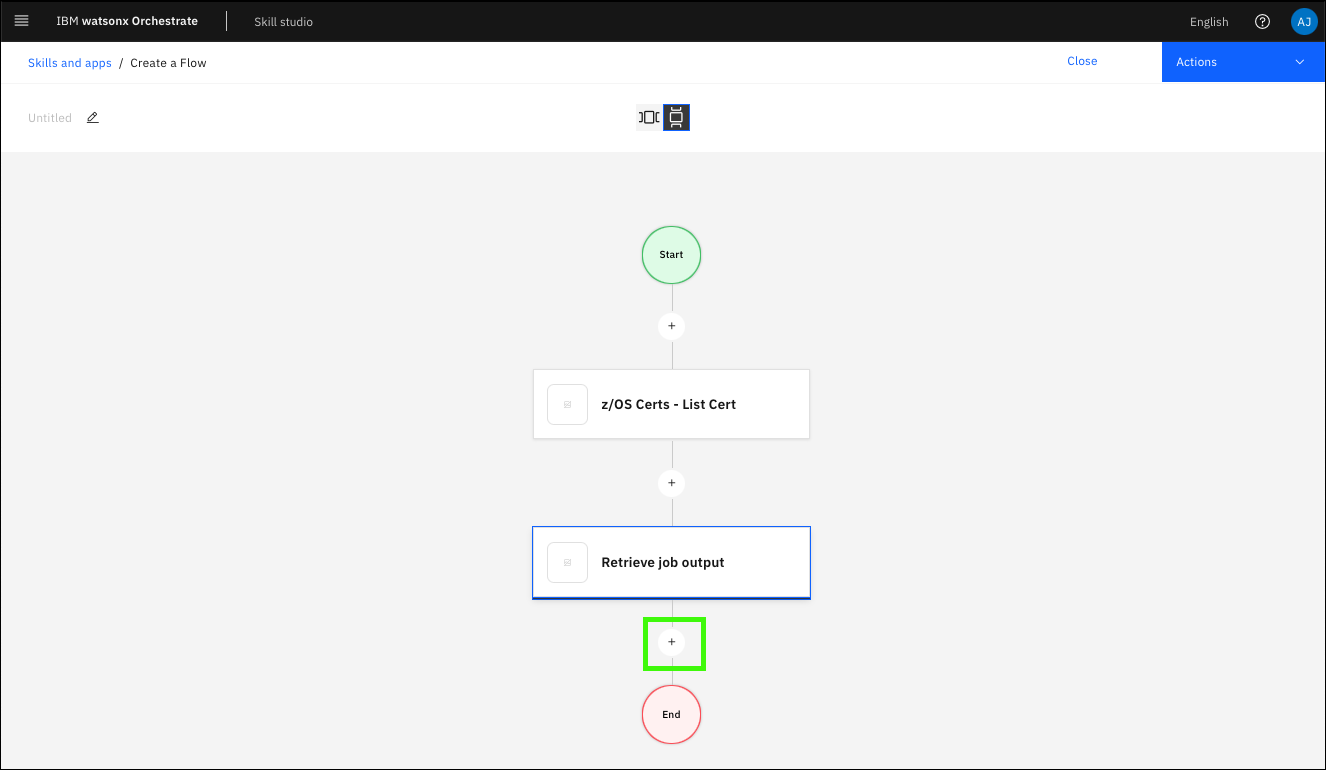 IBM watsonx Orchestrate
Skill studio
English
AJ
Skills and apps / Create a Flow
Close
Actions
Untitled
Start
+
z/OS Certs - List Cert
+
Retrieve job output
+
End